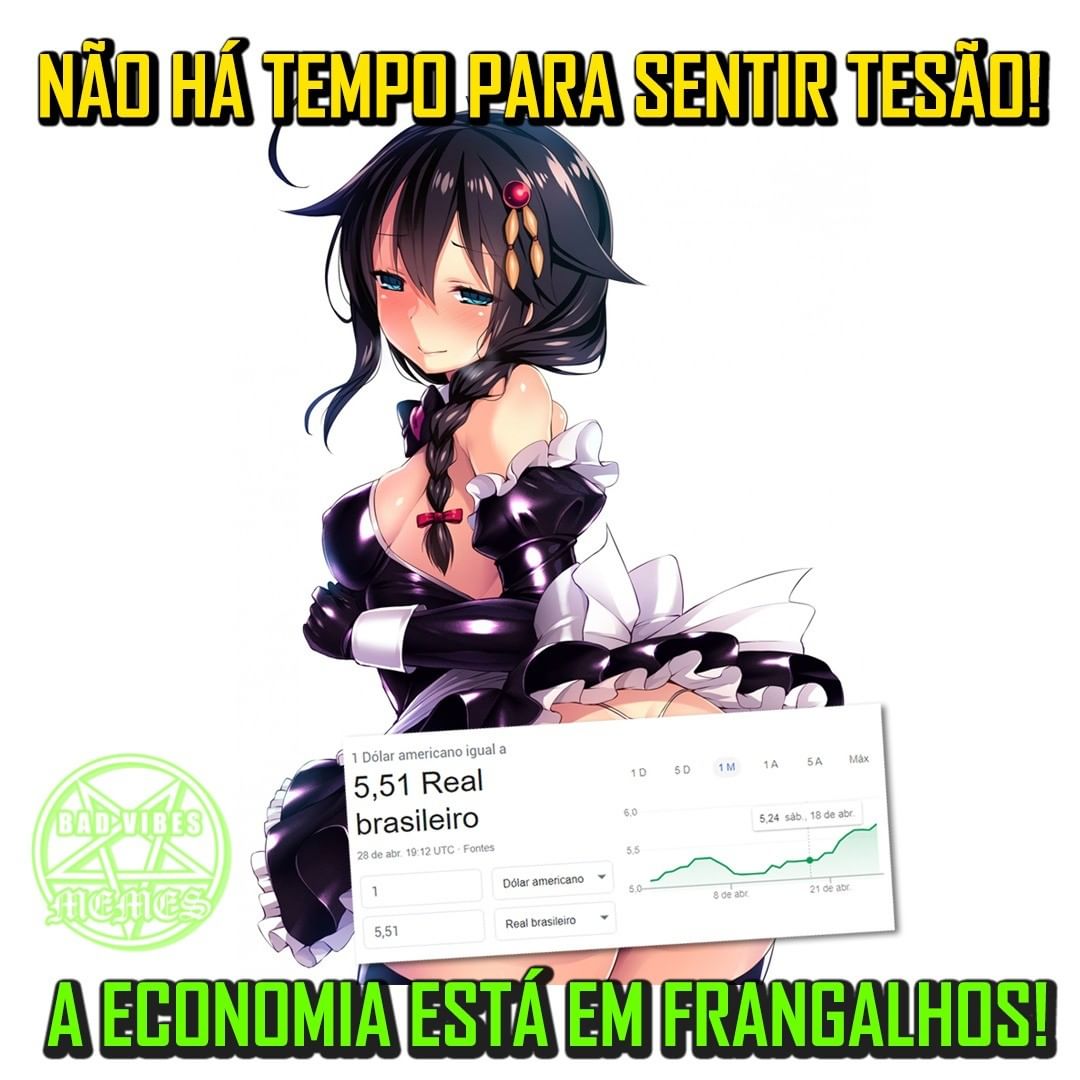 NÃO HÁ TEMPO PARA SENTIR TESÃO!
1 Dólar americano igual a
5,51 Real
brasileiro
28 de abr. 19:12 UTC · Fontes
1
Dólar americano
5,51
Real brasileiro
1 D
5 D
1 M
1 A
5 A
Máx
6,0
5,5
5.0
5,24 sáb., 18 de abr.
8 de abr.
21 de abr.
BAD VIBES
MEMES
A ECONOMIA ESTÁ EM FRANGALHOS!